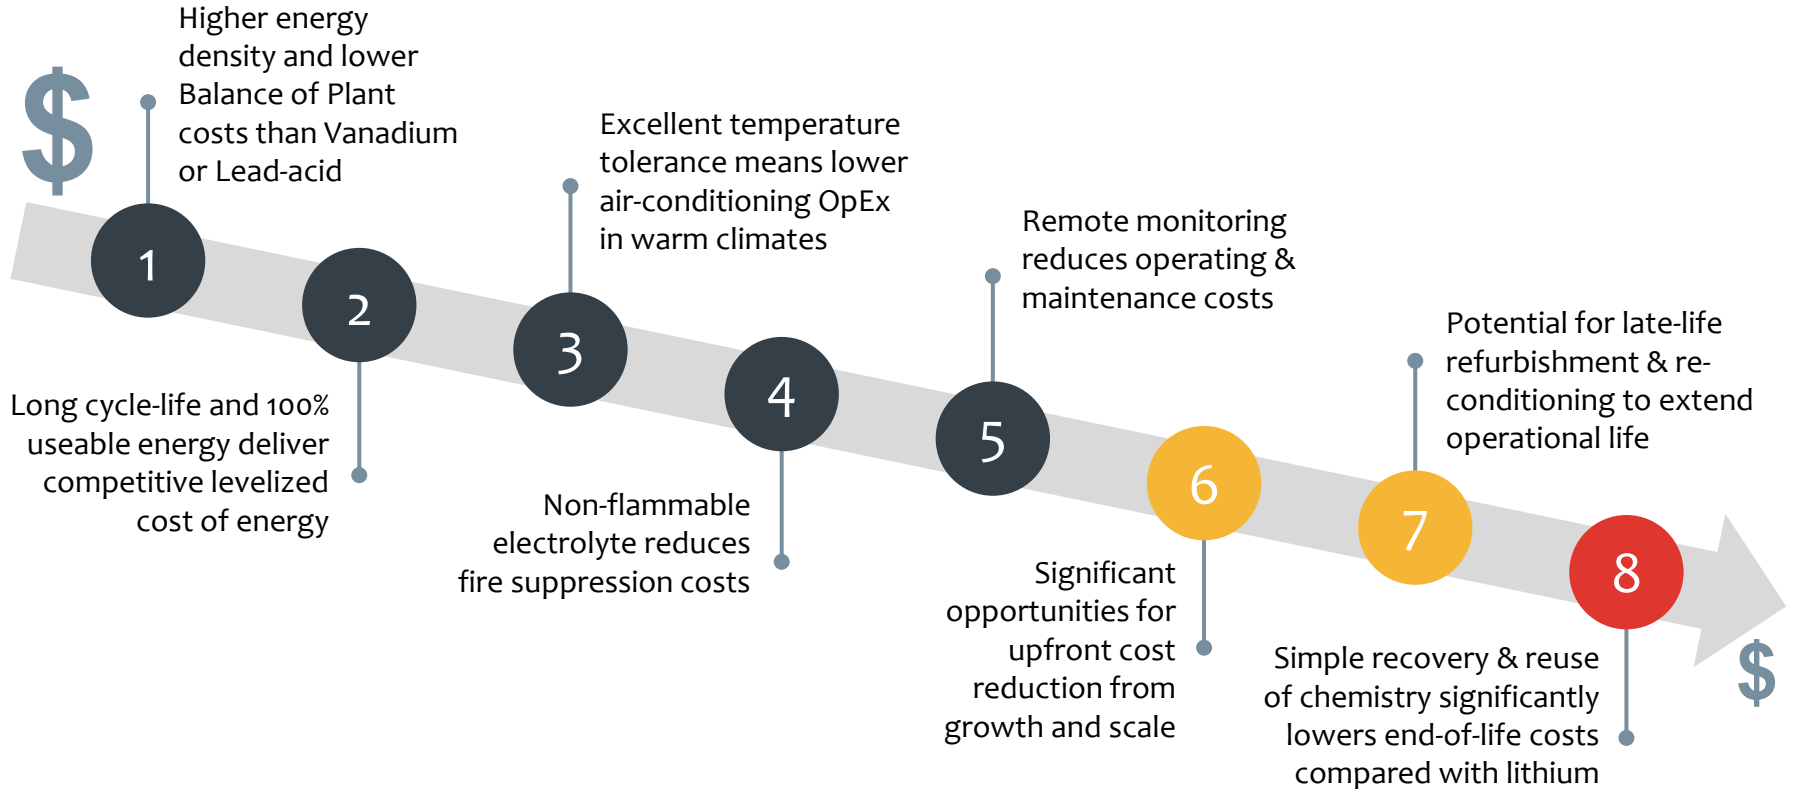 $
Higher energy
density and lower
Balance of Plant
costs than Vanadium
or Lead-acid
1
2
Long cycle-life and 100%
useable energy deliver
competitive levelized
cost of energy
Excellent temperature
tolerance means lower
air-conditioning OpEx
in warm climates
3
4
Non-flammable
electrolyte reduces
fire suppression costs
Remote monitoring
reduces operating &
maintenance costs
5
6
Significant
opportunities for
upfront cost
reduction from
growth and scale
Potential for late-life
refurbishment & re-
conditioning to extend
operational life
7
8
Simple recovery & reuse
of chemistry significantly
lowers end-of-life costs
compared with lithium
$